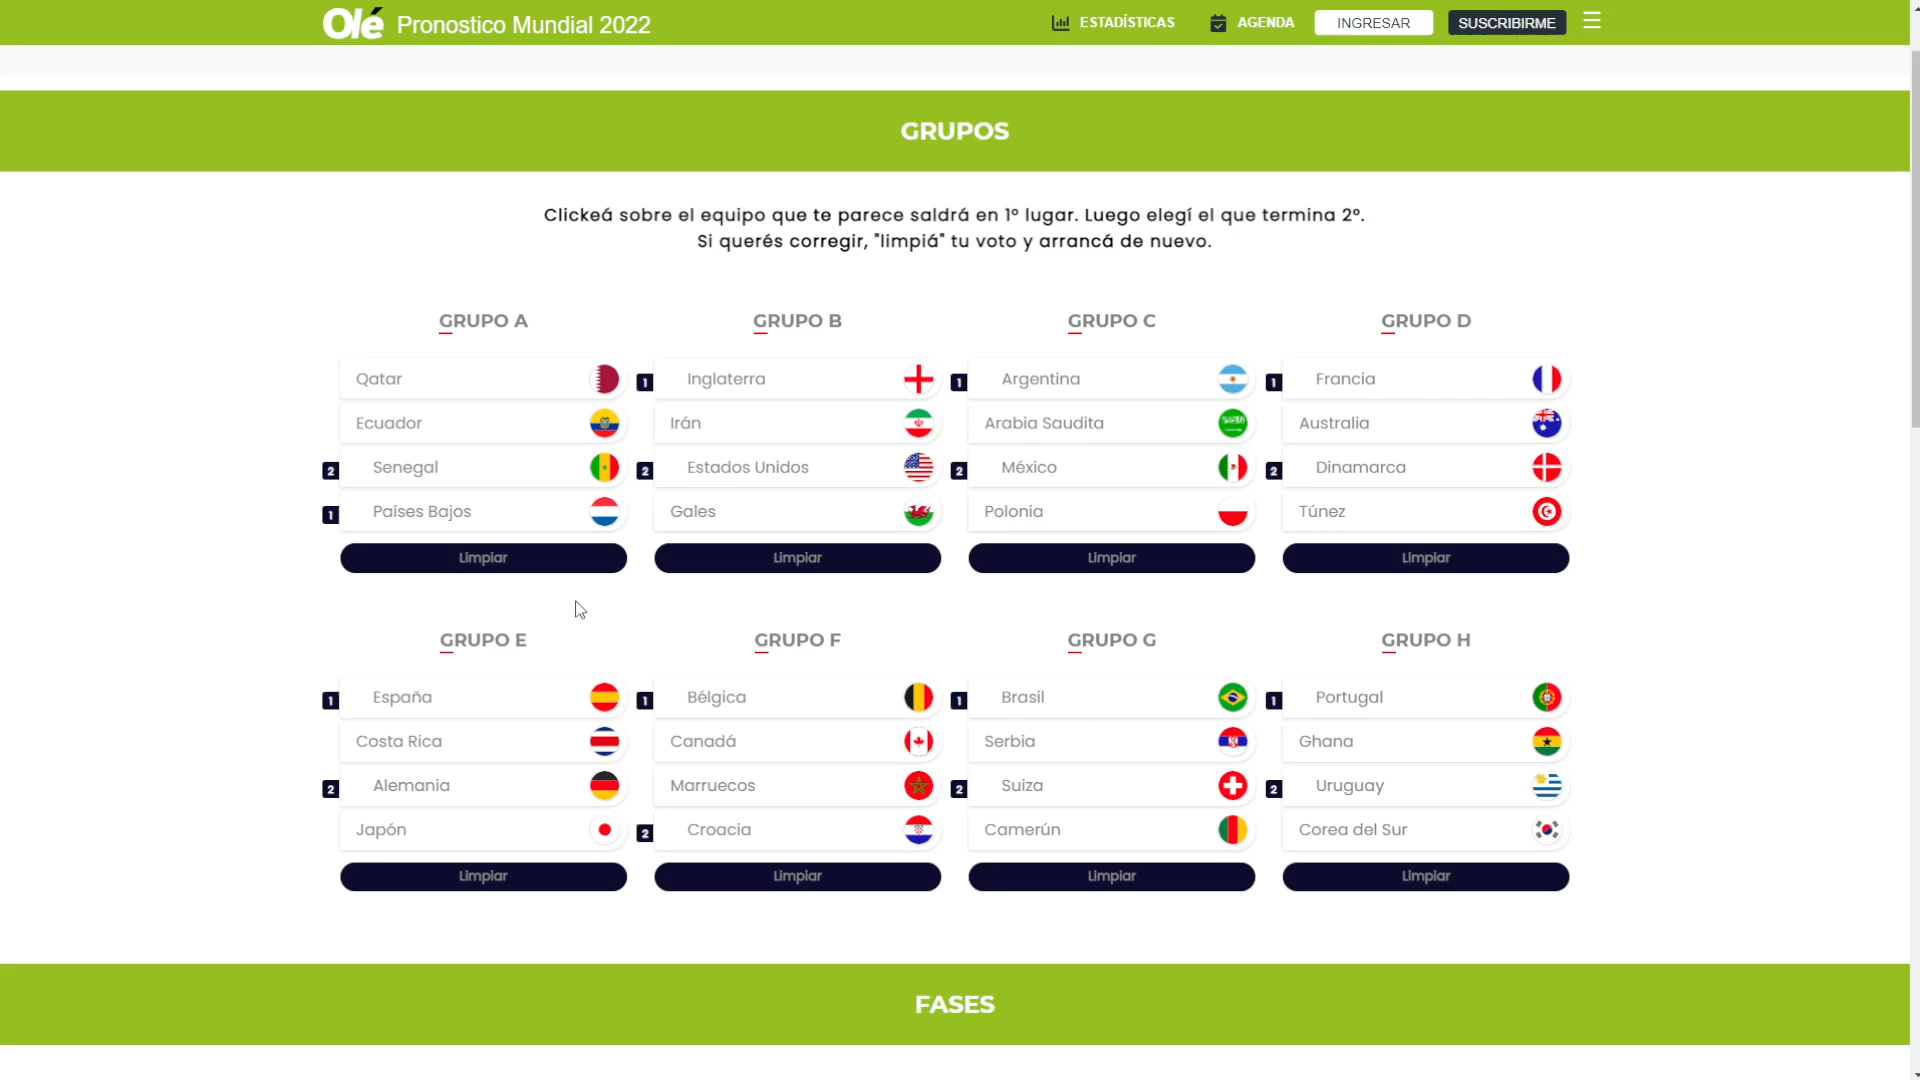 Olé Pronostico Mundial 2022 ESTADÍSTICAS AGENDA INGRESAR SUSCRIBIRME
GRUPOS
Clickeá sobre el equipo que te parece saldrá en 1° lugar. Luego elegí el que termina 2°.
Si querés corregir, "limpiá" tu voto y arrancá de nuevo.
GRUPO A
Qatar
Ecuador
2 Senegal
1 Países Bajos
Limpiar
GRUPO B
1 Inglaterra
Irán
2 Estados Unidos
Gales
Limpiar
GRUPO C
1 Argentina
Arabia Saudita
2 México
Polonia
Limpiar
GRUPO D
1 Francia
Australia
2 Dinamarca
Túnez
Limpiar
GRUPO E
1 España
Costa Rica
2 Alemania
Japón
Limpiar
GRUPO F
1 Bélgica
Canadá
Marruecos
2 Croacia
Limpiar
GRUPO G
1 Brasil
Serbia
2 Suiza
Camerún
Limpiar
GRUPO H
1 Portugal
Ghana
2 Uruguay
Corea del Sur
Limpiar
FASES